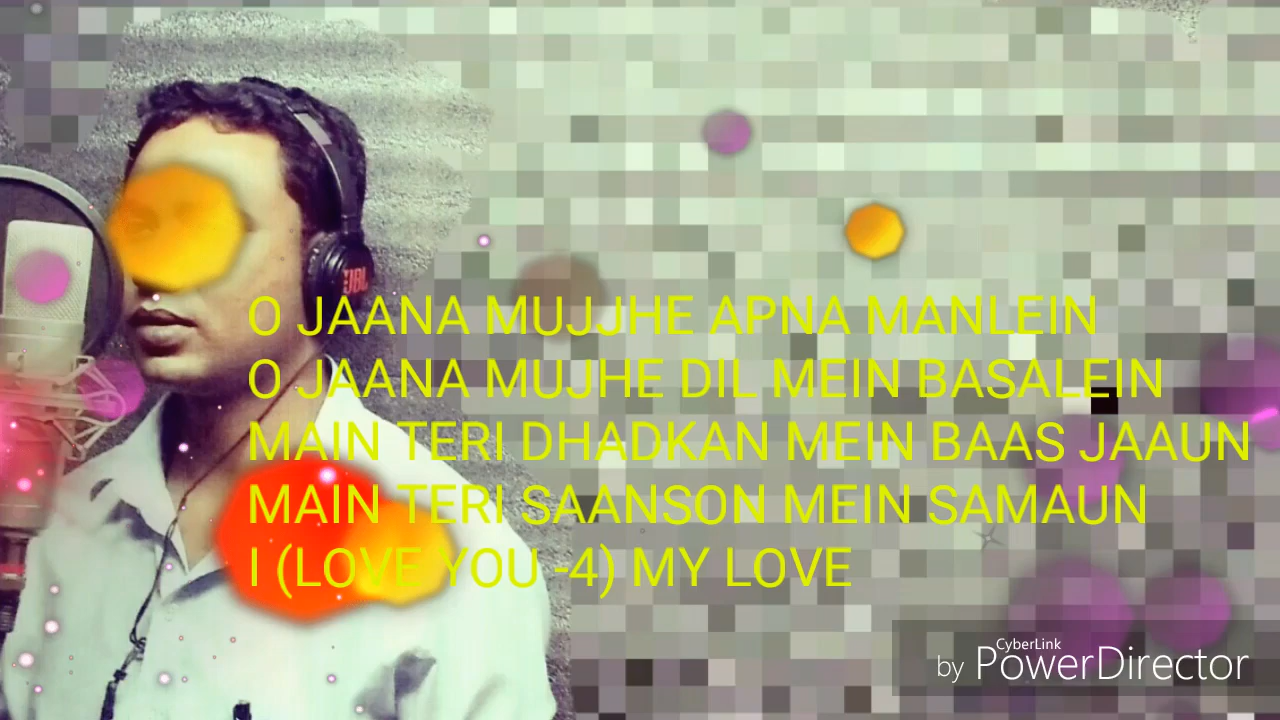 JBL
O JAANA MUJJHE APNA MANLEIN
O JAANA MUJHE DIL MEIN BASALEIN
MAIN TERI DHADKAN MEIN BAAS JAAUN
MAIN TERI SAANSON MEIN SAMAUN
I (LOVE YOU -4) MY LOVE
CyberLink
by PowerDirector